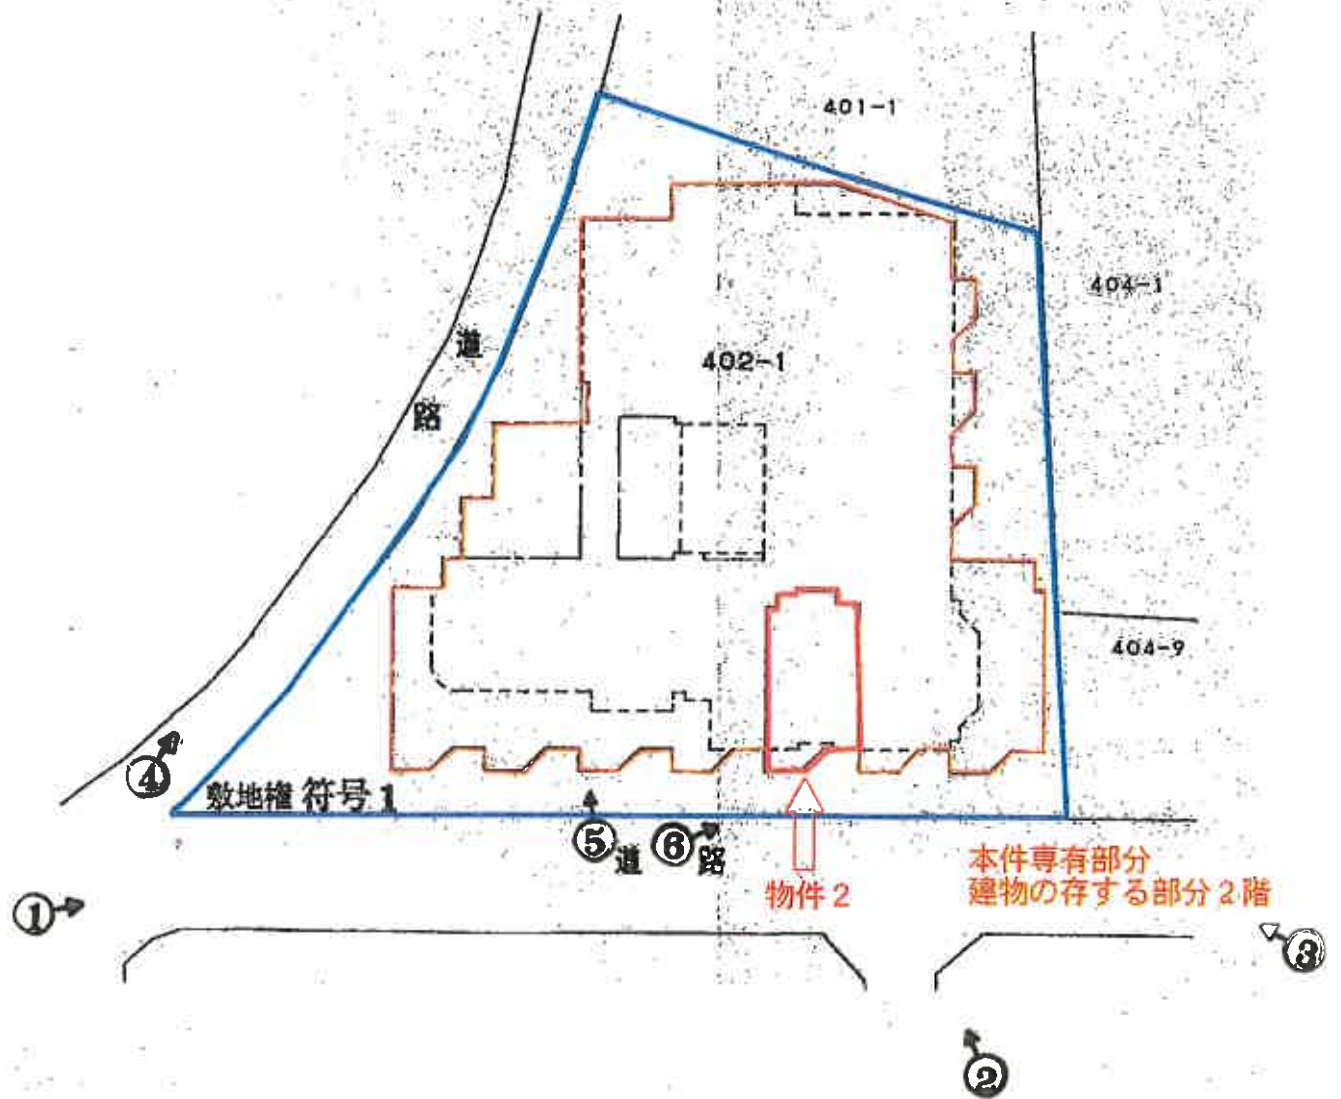 401-1
404-1
道
路
402-1
404-9
④
敷地権 符号1
⑤
⑥
道 路
物件2
本件専有部分
建物の存する部分2階
①
③
②